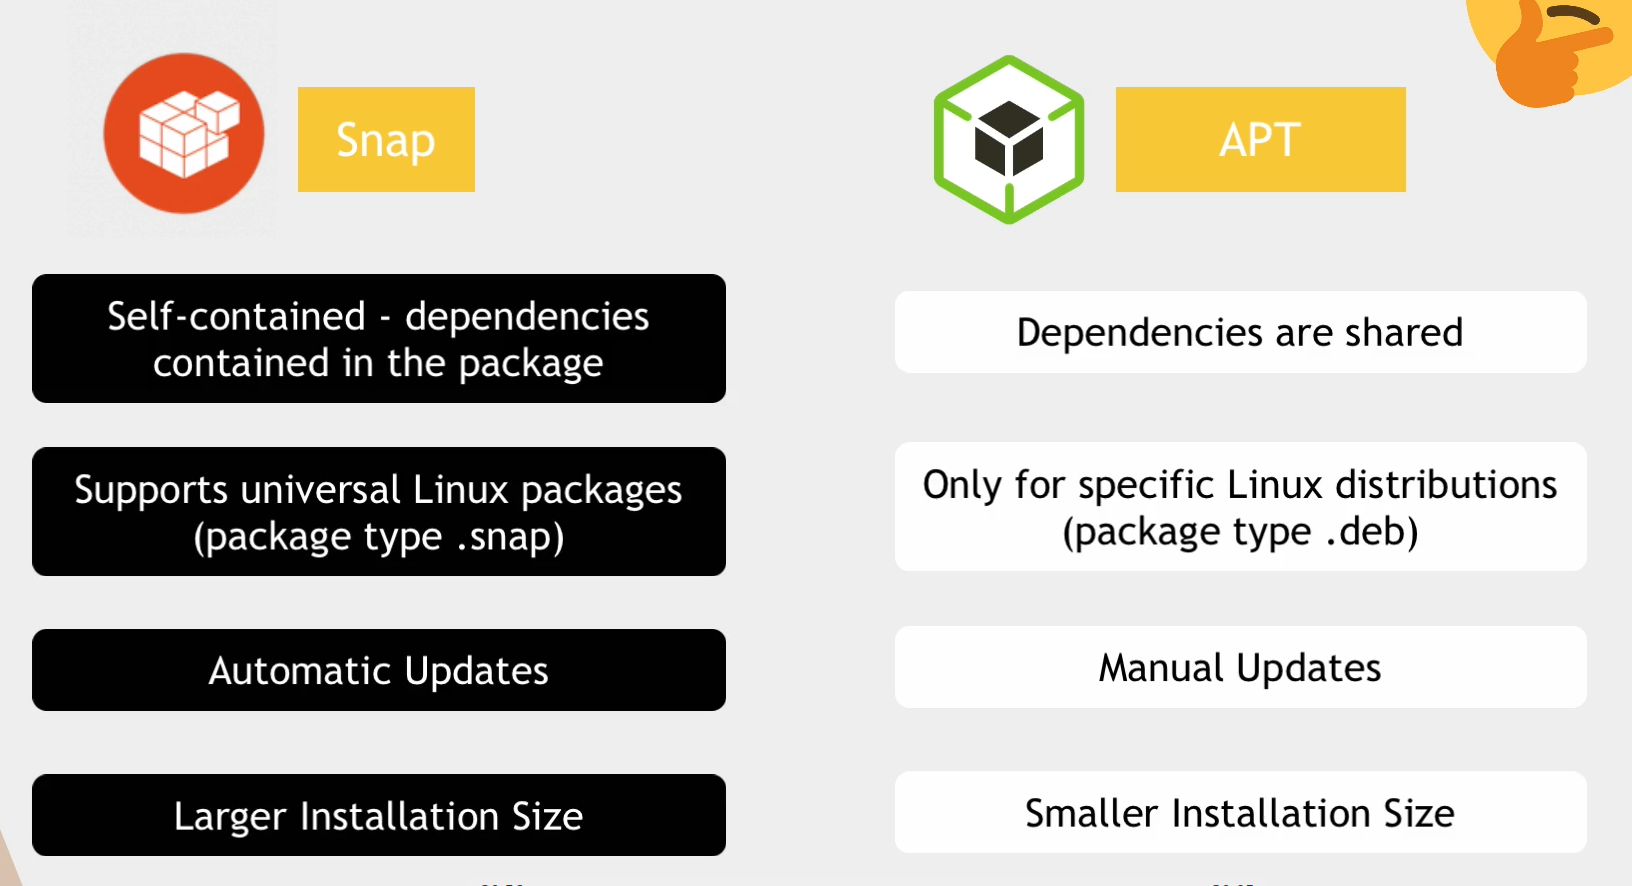 Snap
APT
Self-contained - dependencies
contained in the package
Dependencies are shared
Supports universal Linux packages
(package type .snap)
Only for specific Linux distributions
(package type .deb)
Automatic Updates
Manual Updates
Larger Installation Size
Smaller Installation Size